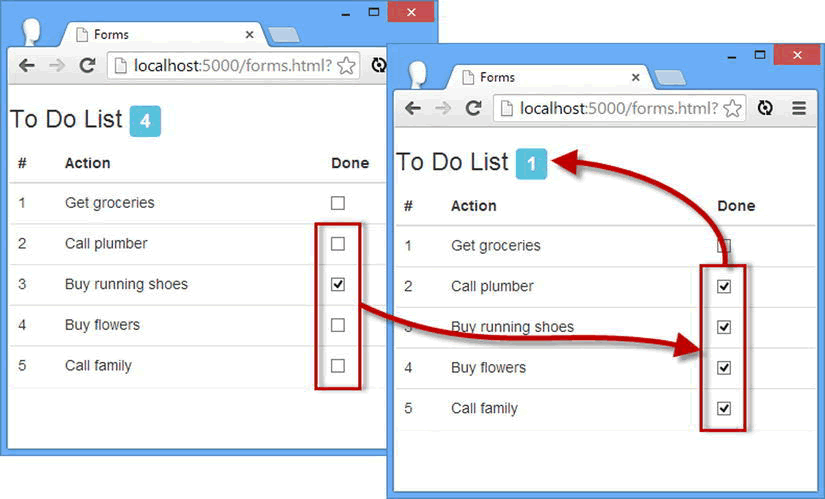 Forms
localhost:5000/forms.html?
To Do List 4
# Action Done
1 Get groceries
2 Call plumber
3 Buy running shoes
4 Buy flowers
5 Call family
Forms
localhost:5000/forms.html?
To Do List 1
# Action Done
1 Get groceries
2 Call plumber
3 Buy running shoes
4 Buy flowers
5 Call family